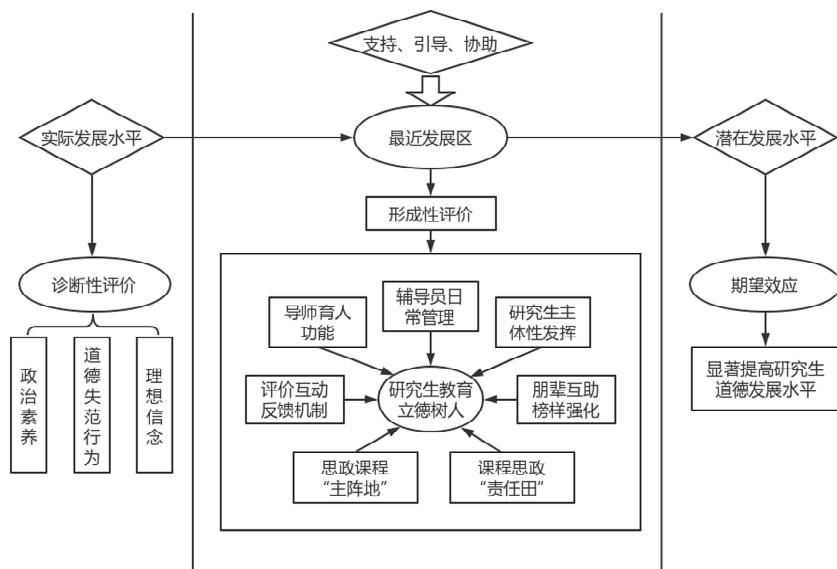 支持、引导、协助
实际发展水平
最近发展区
潜在发展水平
形成性评价
诊断性评价
政治素养
道德失范行为
理想信念
辅导员日
常管理
导师育人
功能
研究生主
体性发挥
评价互动
反馈机制
研究生教育
立德树人
朋辈互助
榜样强化
思政课程
“主阵地”
课程思政
“责任田”
期望效应
显著提高研究生
道德发展水平